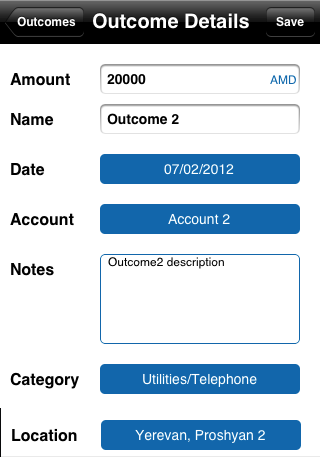 Outcomes Outcome Details Save
Amount 20000 AMD
Name Outcome 2
Date 07/02/2012
Account Account 2
Notes Outcome2 description
Category Utilities/Telephone
Location Yerevan, Proshyan 2